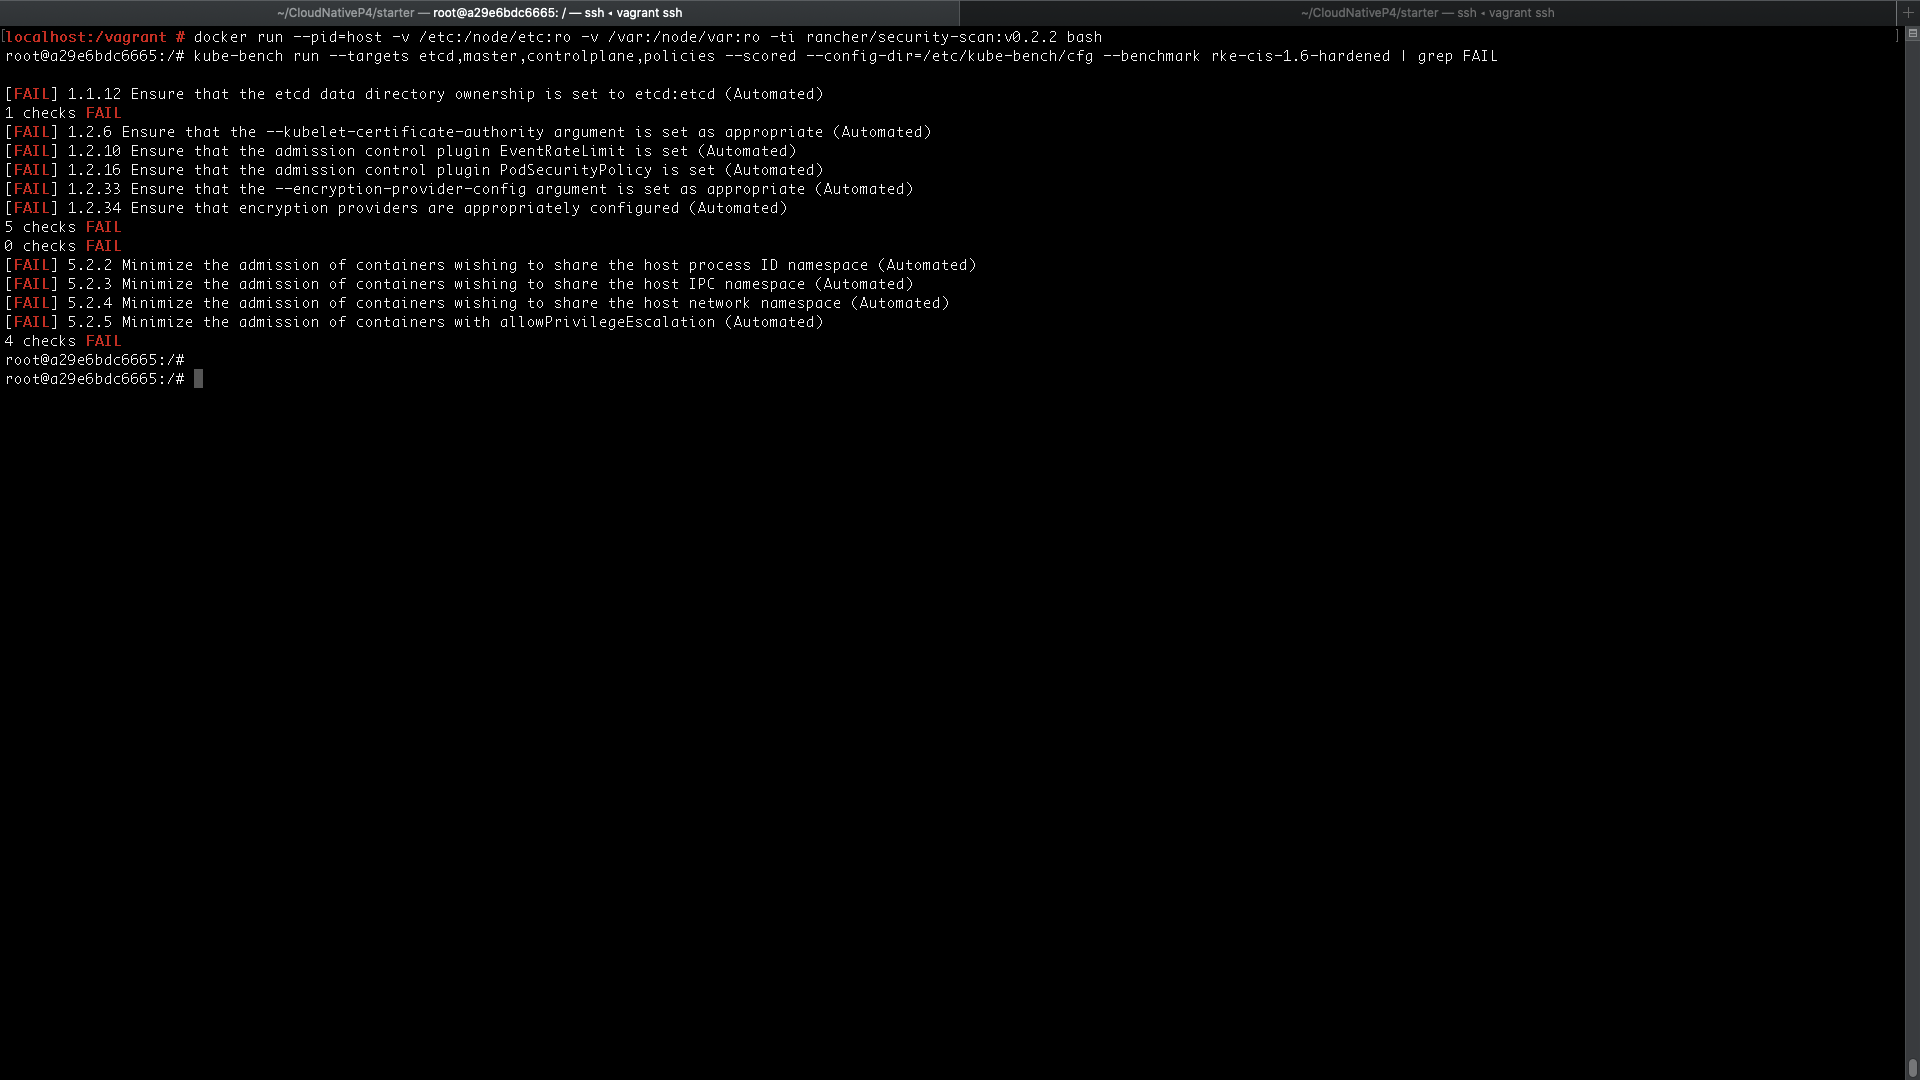 ~/CloudNativeP4/starter — root@a29e6bdc6665: / — ssh ◂ vagrant ssh
~/CloudNativeP4/starter — ssh ◂ vagrant ssh
[localhost:/vagrant # docker run --pid=host -v /etc:/node/etc:ro -v /var:/node/var:ro -ti rancher/security-scan:v0.2.2 bash ]
root@a29e6bdc6665:/# kube-bench run --targets etcd,master,controlplane,policies --scored --config-dir=/etc/kube-bench/cfg --benchmark rke-cis-1.6-hardened | grep FAIL
[FAIL] 1.1.12 Ensure that the etcd data directory ownership is set to etcd:etcd (Automated)
1 checks FAIL
[FAIL] 1.2.6 Ensure that the --kubelet-certificate-authority argument is set as appropriate (Automated)
[FAIL] 1.2.10 Ensure that the admission control plugin EventRateLimit is set (Automated)
[FAIL] 1.2.16 Ensure that the admission control plugin PodSecurityPolicy is set (Automated)
[FAIL] 1.2.33 Ensure that the --encryption-provider-config argument is set as appropriate (Automated)
[FAIL] 1.2.34 Ensure that encryption providers are appropriately configured (Automated)
5 checks FAIL
0 checks FAIL
[FAIL] 5.2.2 Minimize the admission of containers wishing to share the host process ID namespace (Automated)
[FAIL] 5.2.3 Minimize the admission of containers wishing to share the host IPC namespace (Automated)
[FAIL] 5.2.4 Minimize the admission of containers wishing to share the host network namespace (Automated)
[FAIL] 5.2.5 Minimize the admission of containers with allowPrivilegeEscalation (Automated)
4 checks FAIL
root@a29e6bdc6665:/#
root@a29e6bdc6665:/#